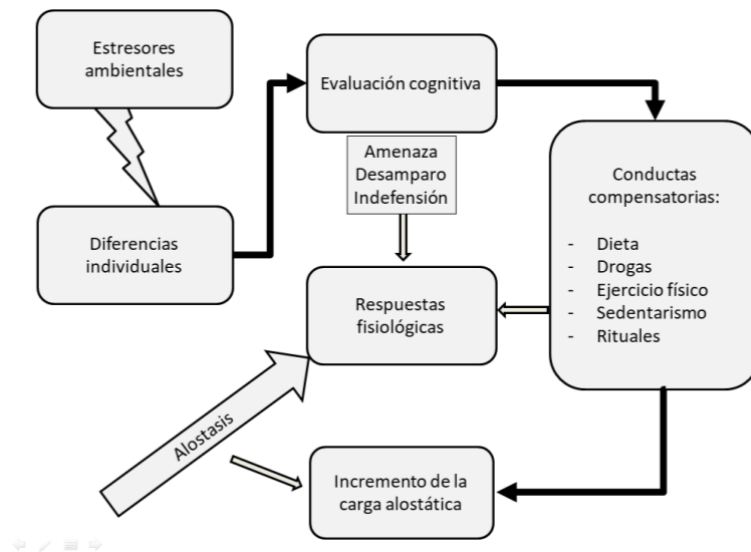 Estresores
ambientales
Evaluación cognitiva
Amenaza
Desamparo
Indefensión
Conductas
compensatorias:
- Dieta
- Drogas
- Ejercicio físico
- Sedentarismo
- Rituales
Diferencias
individuales
Respuestas
fisiológicas
Alostasis
Incremento de la
carga alostática